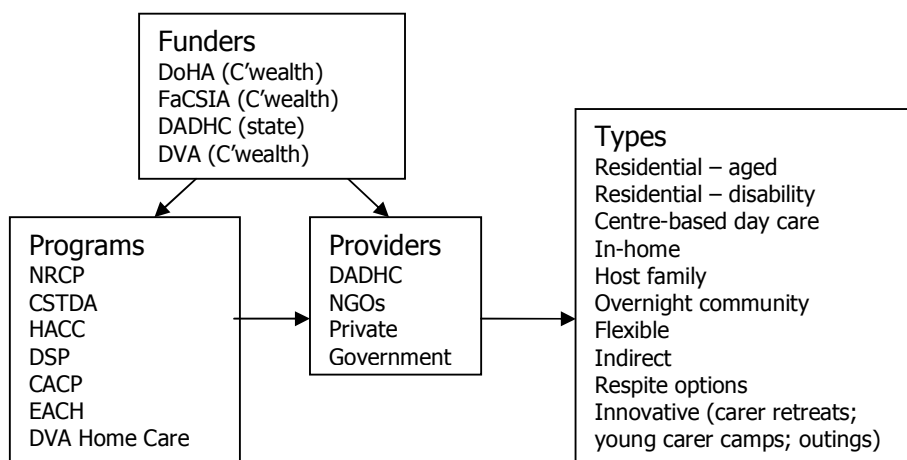 Funders
DoHA (C'wealth)
FaCSIA (C'wealth)
DADHC (state)
DVA (C'wealth)
Programs
NRCP
CSTDA
HACC
DSP
CACP
EACH
DVA Home Care
Providers
DADHC
NGOs
Private
Government
Types
Residential – aged
Residential – disability
Centre-based day care
In-home
Host family
Overnight community
Flexible
Indirect
Respite options
Innovative (carer retreats;
young carer camps; outings)